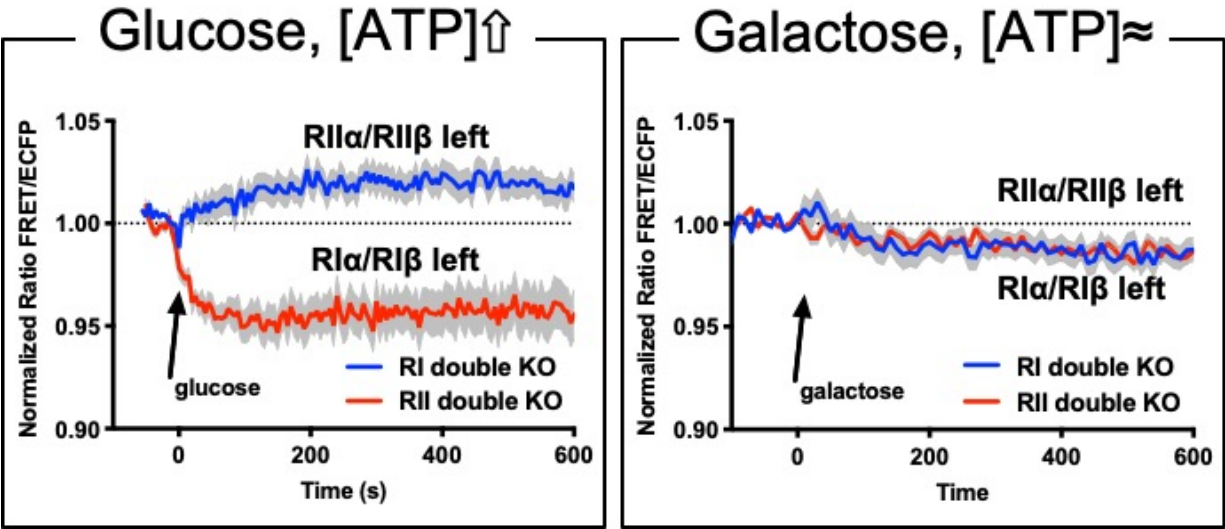 Glucose, [ATP]⇧
Normalized Ratio FRET/ECFP
1.05
1.00
0.95
0.90
RIIα/RIIβ left
RIα/RIβ left
glucose
RI double KO
RII double KO
0
200
400
600
Time (s)
Galactose, [ATP]≈
Normalized Ratio FRET/ECFP
1.05
1.00
0.95
0.90
RIIα/RIIβ left
RIα/RIβ left
galactose
RI double KO
RII double KO
0
200
400
600
Time